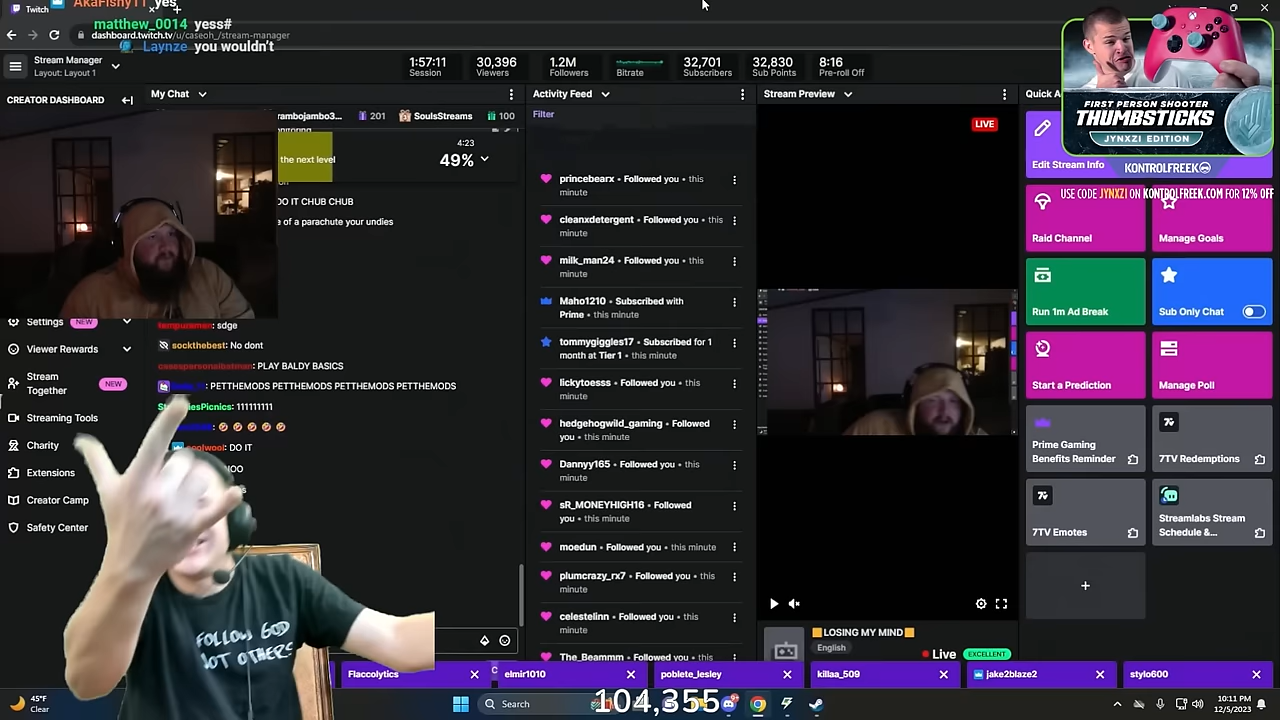 Twitch
AkaFishy11 yes
matthew_0014 yess#
dashboard.twitch.tv/u/caseoh_/stream-manager
Laynze you wouldn't
Stream Manager
Layout: Layout 1
1:57:11
Session
30,396
Viewers
1.2M
Followers
Bitrate
32,701
Subscribers
32,830
Sub Points
8:16
Pre-roll Off
CREATOR DASHBOARD
My Chat
Activity Feed
Stream Preview
Quick A
rambojambo3... 201
SoulsStreams 100
:23
the next level
49%
DO IT CHUB CHUB
e of a parachute your undies
Settings NEW
Viewer Rewards
Stream Together NEW
Streaming Tools
Charity
Extensions
Creator Camp
Safety Center
sdge
sockthebest: No dont
PLAY BALDY BASICS
: PETTHEMODS PETTHEMODS PETTHEMODS PETTHEMODS
Picnics: 111111111
DO IT
FOLLOW GOD
NOT OTHERS
Filter
princebearx • Followed you • this
minute
cleanxdetergent • Followed you • this
minute
milk_man24 • Followed you • this
minute
Maho1210 • Subscribed with
Prime • this minute
tommygiggles17 • Subscribed for 1
month at Tier 1 • this minute
lickytoesss • Followed you • this
minute
hedgehogwild_gaming • Followed
you • this minute
Dannyy165 • Followed you • this
minute
sR_MONEYHIGH16 • Followed
you • this minute
moedun • Followed you • this minute
plumcrazy_rx7 • Followed you • this
minute
celestelinn • Followed you • this
minute
The_Beammm • Followed you • this
LIVE
LOSING MY MIND
English
Live EXCELLENT
FIRST PERSON SHOOTER
THUMBSTICKS
JYNXZI EDITION
KONTROLFREEK
USE CODE JYNXZI ON KONTROLFREEK.COM FOR 12% OFF
Edit Stream Info
Raid Channel
Manage Goals
Run 1m Ad Break
Sub Only Chat
Start a Prediction
Manage Poll
Prime Gaming
Benefits Reminder
7TV Redemptions
7TV Emotes
Streamlabs Stream
Schedule &...
Flaccolytics
elmir1010
poblete_lesley
killaa_509
jake2blaze2
stylo600
45°F
Clear
Search
104,355
10:11 PM
12/5/2023